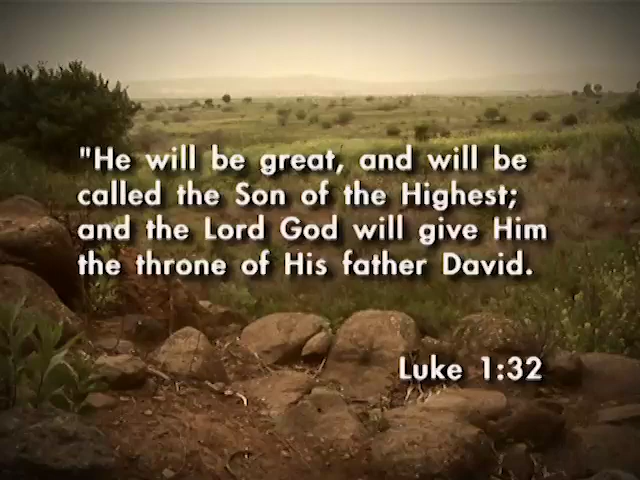 "He will be great, and will be
called the Son of the Highest;
and the Lord God will give Him
the throne of His father David.
Luke 1:32